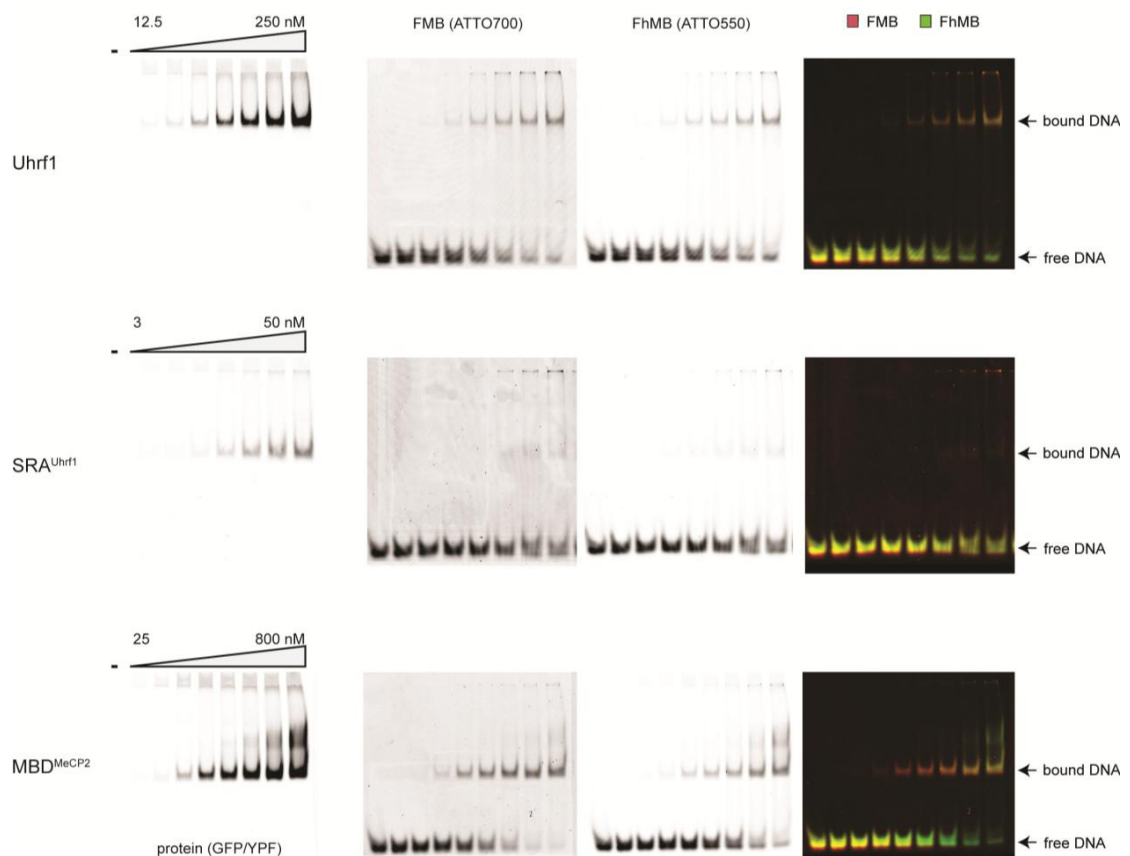 12.5 250 nM
FMB (ATTO700)
FhMB (ATTO550)
FMB FhMB
-
bound DNA
Uhrf1
free DNA
3 50 nM
-
bound DNA
SRAUhrf1
free DNA
25 800 nM
-
MBDMeCP2
bound DNA
free DNA
protein (GFP/YPF)